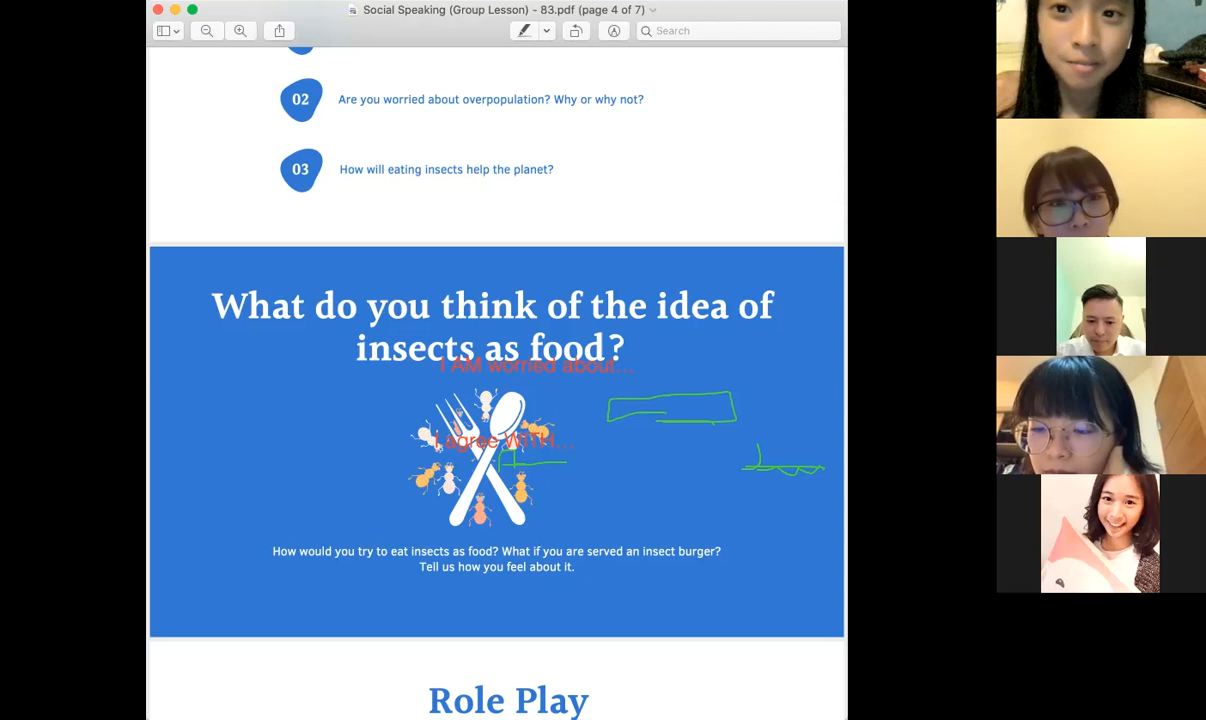 Social Speaking (Group Lesson) - 83.pdf (page 4 of 7)
Search
02
Are you worried about overpopulation? Why or why not?
03
How will eating insects help the planet?
What do you think of the idea of
insects as food?
I AM worried about...
I agree WITH...
How would you try to eat insects as food? What if you are served an insect burger?
Tell us how you feel about it.
Role Play